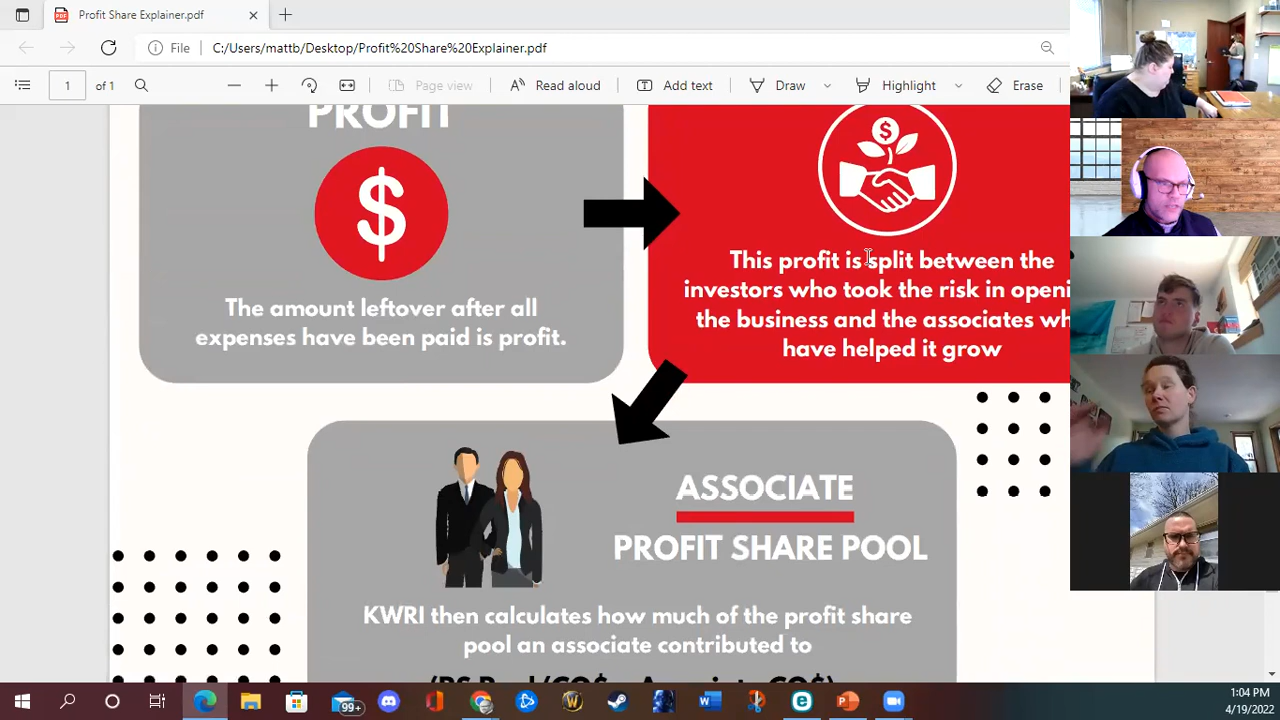 Profit Share Explainer.pdf
File
C:/Users/mattb/Desktop/Profit%20Share%20Explainer.pdf
1
of 1
Page view
Read aloud
Add text
Draw
Highlight
Erase
PROFIT
$
The amount leftover after all
expenses have been paid is profit.
$
This profit is split between the
investors who took the risk in openi
the business and the associates wh
have helped it grow
ASSOCIATE
PROFIT SHARE POOL
KWRI then calculates how much of the profit share
pool an associate contributed to
99+
1:04 PM
4/19/2022